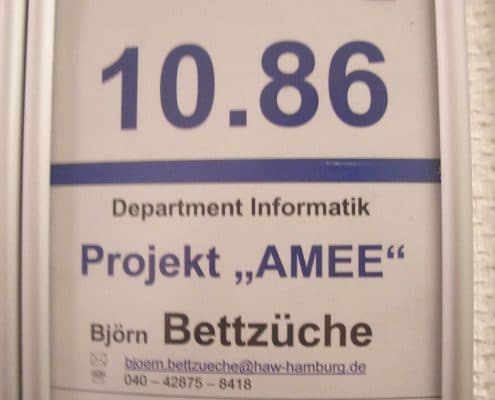 10.86
Department Informatik
Projekt „AMEE“
Björn Bettzüche
bjoern.bettzueche@haw-hamburg.de
040 – 42875 – 8418